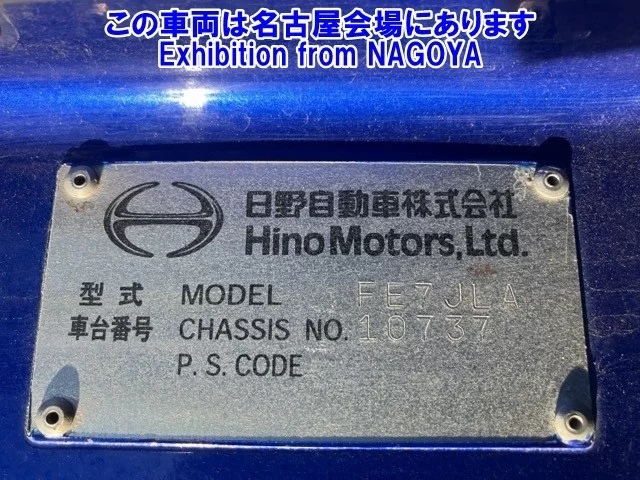 この車両は名古屋会場にあります
Exhibition from NAGOYA
日野自動車株式会社
Hino Motors, Ltd.
型式 MODEL FE7JLA
車台番号 CHASSIS NO. 10737
P. S. CODE